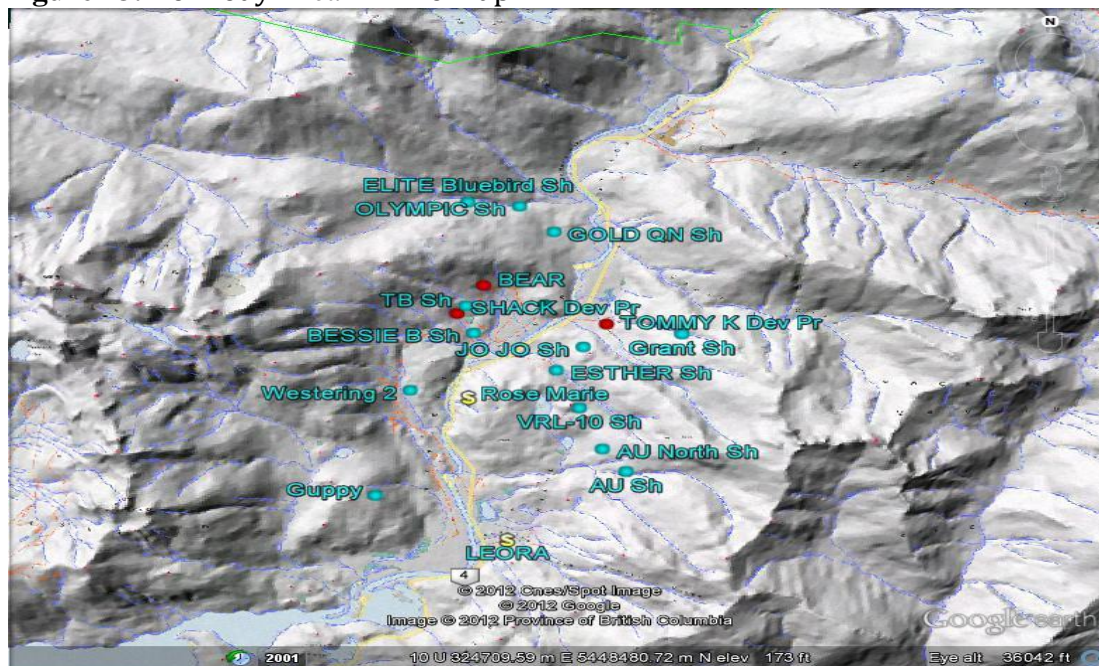 N
ELITE Bluebird Sh
OLYMPIC Sh
GOLD QN Sh
BEAR
TB Sh
SHACK Dev Pr
TOMMY K Dev Pr
BESSIE B Sh
JO JO Sh
Grant Sh
ESTHER Sh
Westering 2
S Rose Marie
VRL-10 Sh
AU North Sh
AU Sh
Guppy
S
LEORA
4
© 2012 Cnes/Spot Image
© 2012 Google
Image © 2012 Province of British Columbia
Google earth
2001
10 U 324709.59 m E 5448480.72 m N elev 173 ft
Eye alt 36042 ft